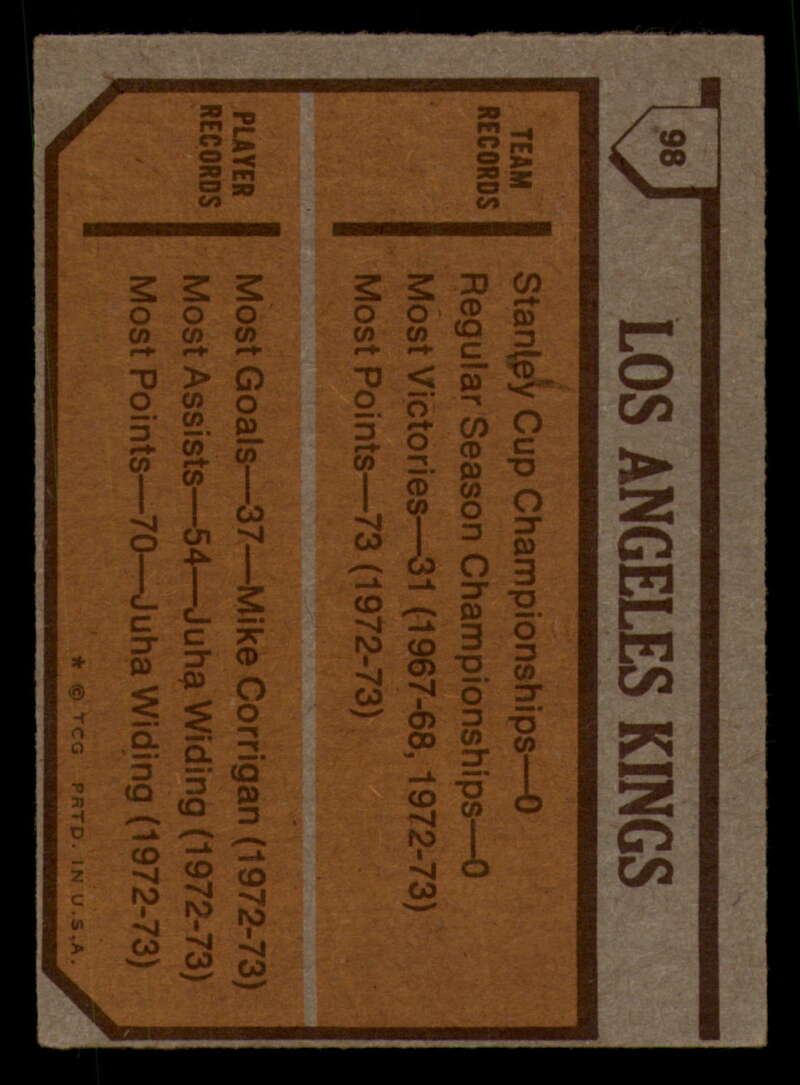 98
LOS ANGELES KINGS
TEAM
RECORDS
Stanley Cup Championships—0
Regular Season Championships—0
Most Victories—31 (1967-68, 1972-73)
Most Points—73 (1972-73)
PLAYER
RECORDS
Most Goals—37—Mike Corrigan (1972-73)
Most Assists—54—Juha Widing (1972-73)
Most Points—70—Juha Widing (1972-73)
* © TCG PRTD. IN U.S.A.